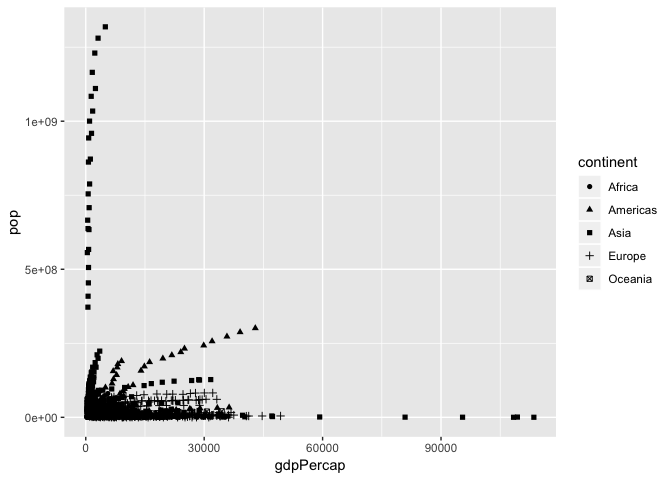 1e+09
5e+08
0e+00
pop
0
30000
60000
90000
gdpPercap
continent
Africa
Americas
Asia
Europe
Oceania